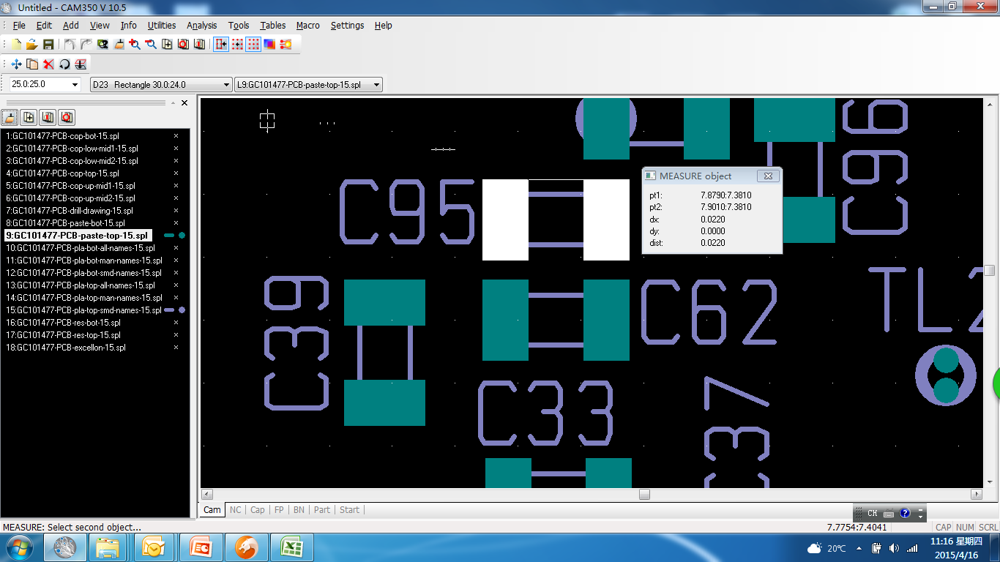 Untitled - CAM350 V 10.5
File Edit Add View Info Utilities Analysis Tools Tables Macro Settings Help
25.0:25.0 D23 Rectangle 30.0:24.0 L9:GC101477-PCB-paste-top-15.spl
1:GC101477-PCB-cop-bot-15.spl
2:GC101477-PCB-cop-low-mid1-15.spl
3:GC101477-PCB-cop-low-mid2-15.spl
4:GC101477-PCB-cop-top-15.spl
5:GC101477-PCB-cop-up-mid1-15.spl
6:GC101477-PCB-cop-up-mid2-15.spl
7:GC101477-PCB-drill-drawing-15.spl
8:GC101477-PCB-paste-bot-15.spl
9:GC101477-PCB-paste-top-15.spl
10:GC101477-PCB-pla-bot-all-names-15.spl
11:GC101477-PCB-pla-bot-man-names-15.spl
12:GC101477-PCB-pla-bot-smd-names-15.spl
13:GC101477-PCB-pla-top-all-names-15.spl
14:GC101477-PCB-pla-top-man-names-15.spl
15:GC101477-PCB-pla-top-smd-names-15.spl
16:GC101477-PCB-res-bot-15.spl
17:GC101477-PCB-res-top-15.spl
18:GC101477-PCB-excellon-15.spl
C96
C95
MEASURE object
pt1: 7.8790:7.3810
pt2: 7.9010:7.3810
dx: 0.0220
dy: 0.0000
dist: 0.0220
C39
C62
TL2
C33
C37
Cam NC Cap FP BN Part Start
CH
MEASURE: Select second object...
7.7754:7.4041
CAP NUM SCRL
20℃
11:16 星期四
2015/4/16